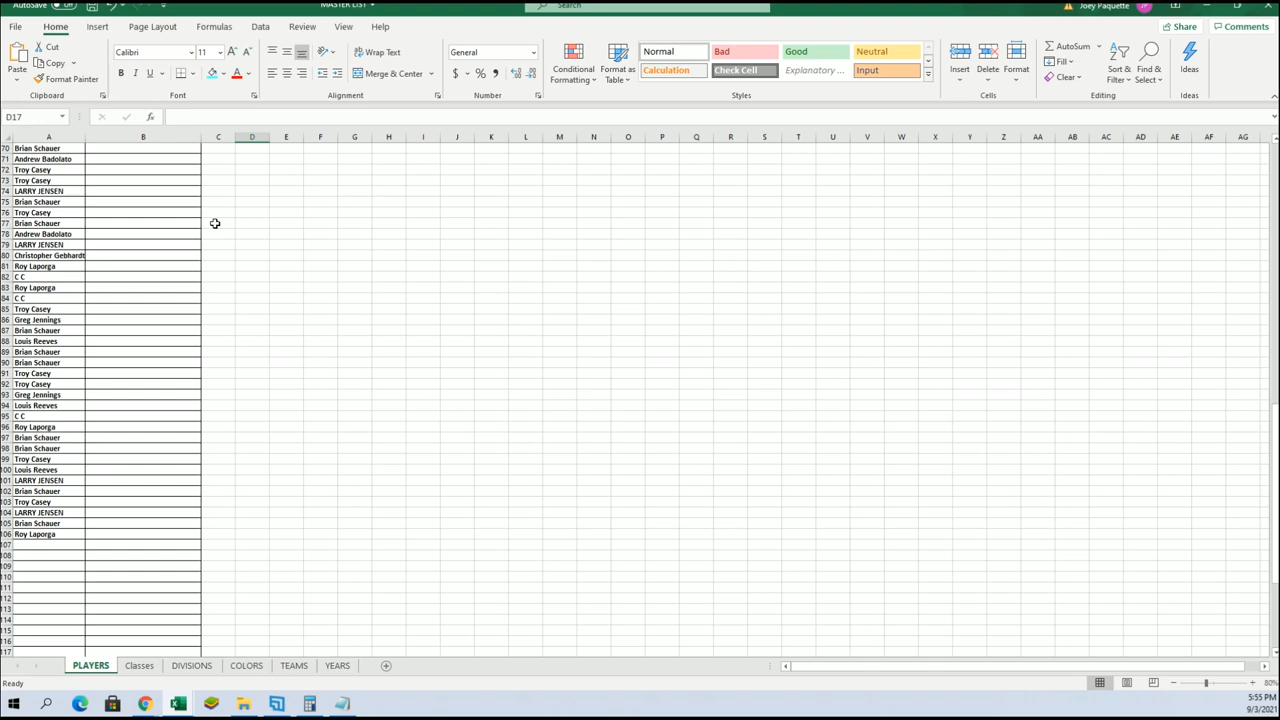 AutoSave
MASTER LIST
Search
Joey Paquette JP
File Home Insert Page Layout Formulas Data Review View Help
Share Comments
Paste
Cut
Copy
Format Painter
Clipboard
Calibri 11
B I U
Font
Wrap Text
Merge & Center
Alignment
General
$ % 9
Number
Conditional Formatting
Format as Table
Normal Bad Good Neutral
Calculation Check Cell Explanatory ... Input
Styles
Insert Delete Format
Cells
AutoSum
Fill
Clear
Sort & Filter
Find & Select
Editing
Ideas
Ideas
D17 fx
A B C D E F G H I J K L M N O P Q R S T U V W X Y Z AA AB AC AD AE AF AG
70 Brian Schauer
71 Andrew Badolato
72 Troy Casey
73 Troy Casey
74 LARRY JENSEN
75 Brian Schauer
76 Troy Casey
77 Brian Schauer
78 Andrew Badolato
79 LARRY JENSEN
80 Christopher Gebhardt
81 Roy Laporga
82 C C
83 Roy Laporga
84 C C
85 Troy Casey
86 Greg Jennings
87 Brian Schauer
88 Louis Reeves
89 Brian Schauer
90 Brian Schauer
91 Troy Casey
92 Troy Casey
93 Greg Jennings
94 Louis Reeves
95 C C
96 Roy Laporga
97 Brian Schauer
98 Brian Schauer
99 Troy Casey
100 Louis Reeves
101 LARRY JENSEN
102 Brian Schauer
103 Troy Casey
104 LARRY JENSEN
105 Brian Schauer
106 Roy Laporga
107
108
109
110
111
112
113
114
115
116
117
PLAYERS Classes DIVISIONS COLORS TEAMS YEARS
Ready
80%
5:55 PM
9/3/2021